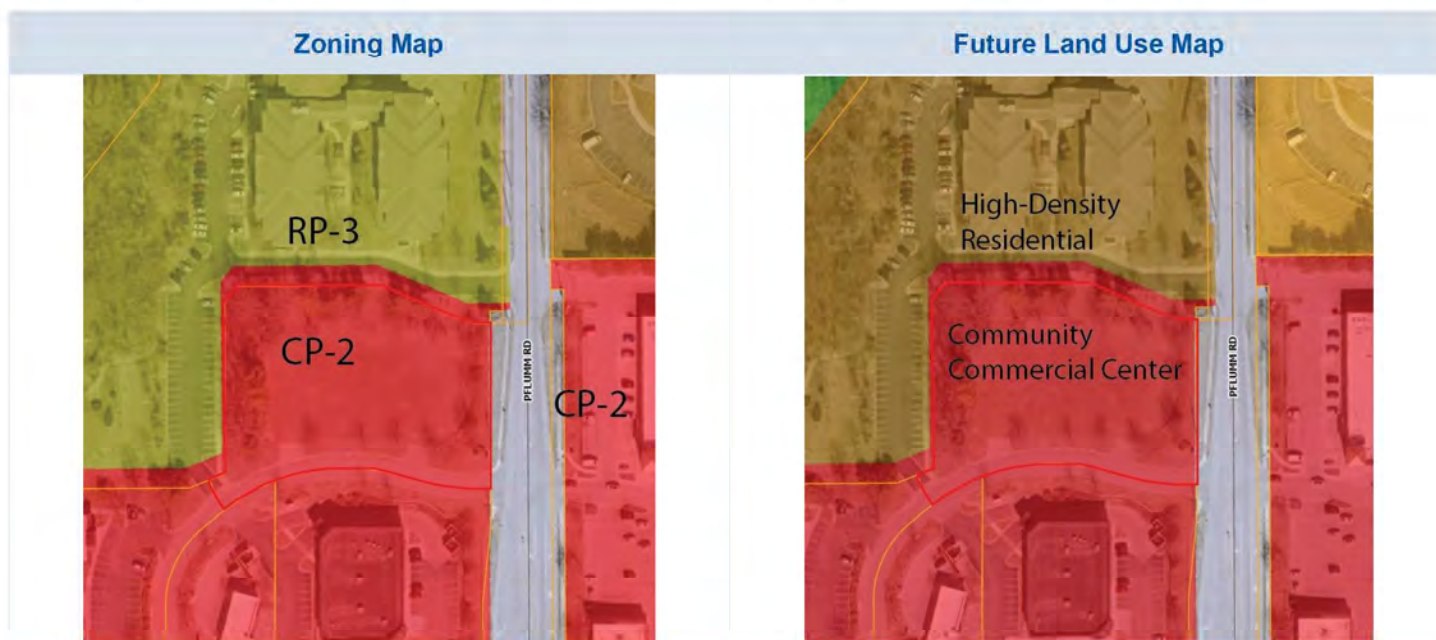 Zoning Map
Future Land Use Map
RP-3
CP-2
CP-2
PFLUMM RD
High-Density
Residential
Community
Commercial Center
PFLUMM RD